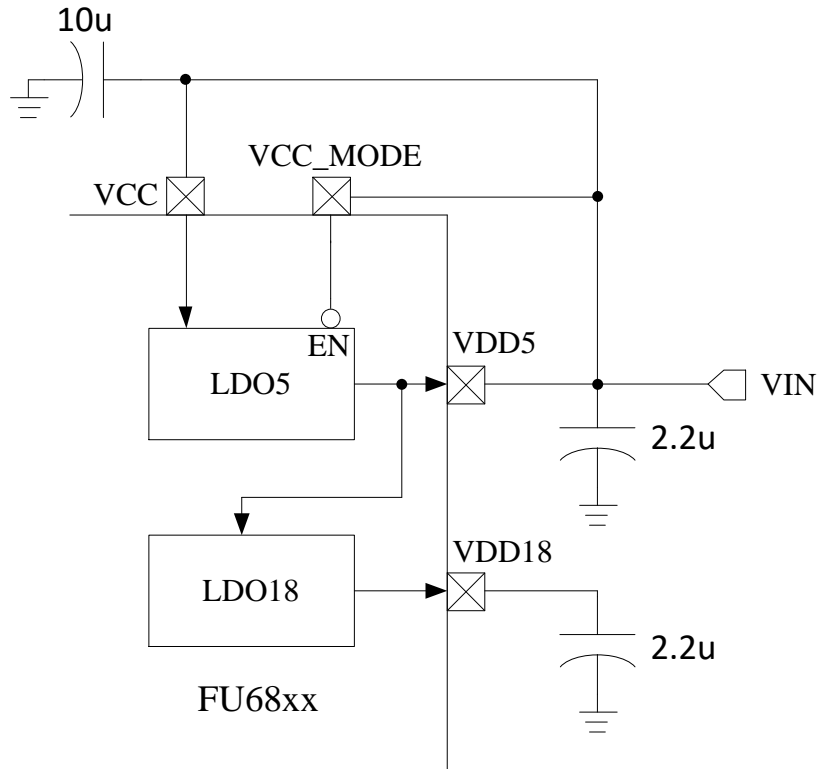 10u
VCC_MODE
VCC
EN
LDO5
VDD5
VIN
2.2u
VDD18
LDO18
2.2u
FU68xx